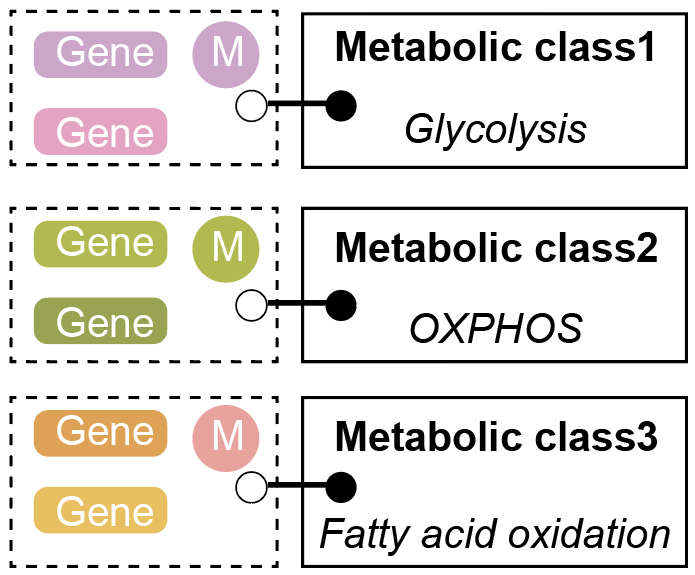 Gene M Metabolic class1
Gene Glycolysis
Gene M Metabolic class2
Gene OXPHOS
Gene M Metabolic class3
Gene Fatty acid oxidation